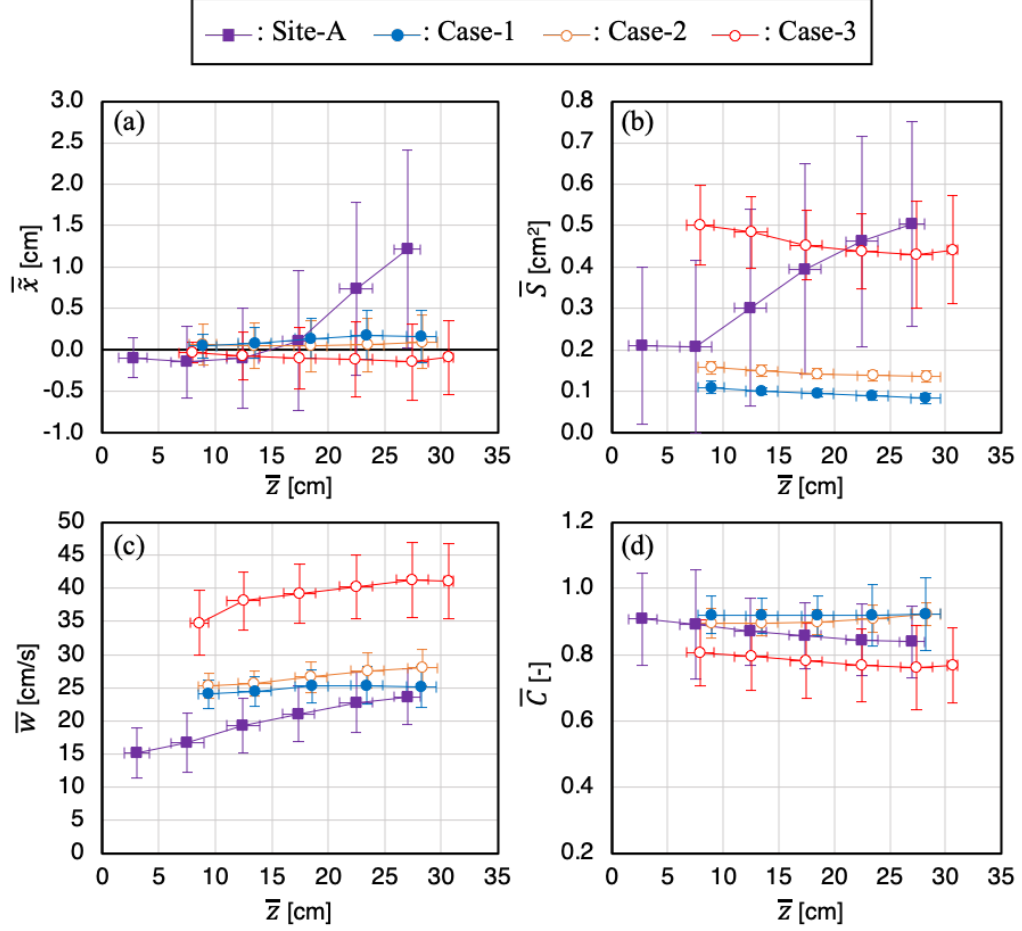 : Site-A : Case-1 : Case-2 : Case-3
(a)
3.0
2.5
2.0
1.5
1.0
0.5
0.0
-0.5
-1.0
x̃̄ [cm]
0 5 10 15 20 25 30 35
z̄ [cm]
(b)
0.8
0.7
0.6
0.5
0.4
0.3
0.2
0.1
0.0
S̄ [cm²]
0 5 10 15 20 25 30 35
z̄ [cm]
(c)
50
45
40
35
30
25
20
15
10
5
0
w̄ [cm/s]
0 5 10 15 20 25 30 35
z̄ [cm]
(d)
1.2
1.0
0.8
0.6
0.4
0.2
C̄ [-]
0 5 10 15 20 25 30 35
z̄ [cm]